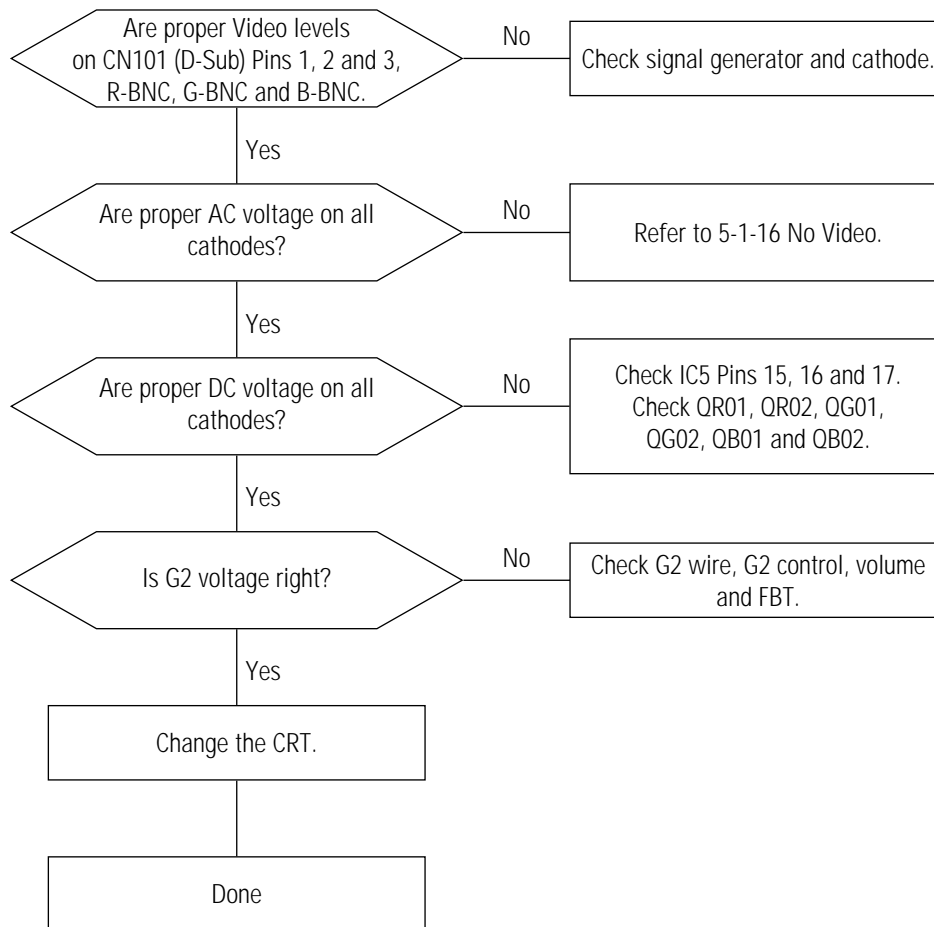 Are proper Video levels
on CN101 (D-Sub) Pins 1, 2 and 3,
R-BNC, G-BNC and B-BNC.
No
Check signal generator and cathode.
Yes
Are proper AC voltage on all
cathodes?
No
Refer to 5-1-16 No Video.
Yes
Are proper DC voltage on all
cathodes?
No
Check IC5 Pins 15, 16 and 17.
Check QR01, QR02, QG01,
QG02, QB01 and QB02.
Yes
Is G2 voltage right?
No
Check G2 wire, G2 control, volume
and FBT.
Yes
Change the CRT.
Done